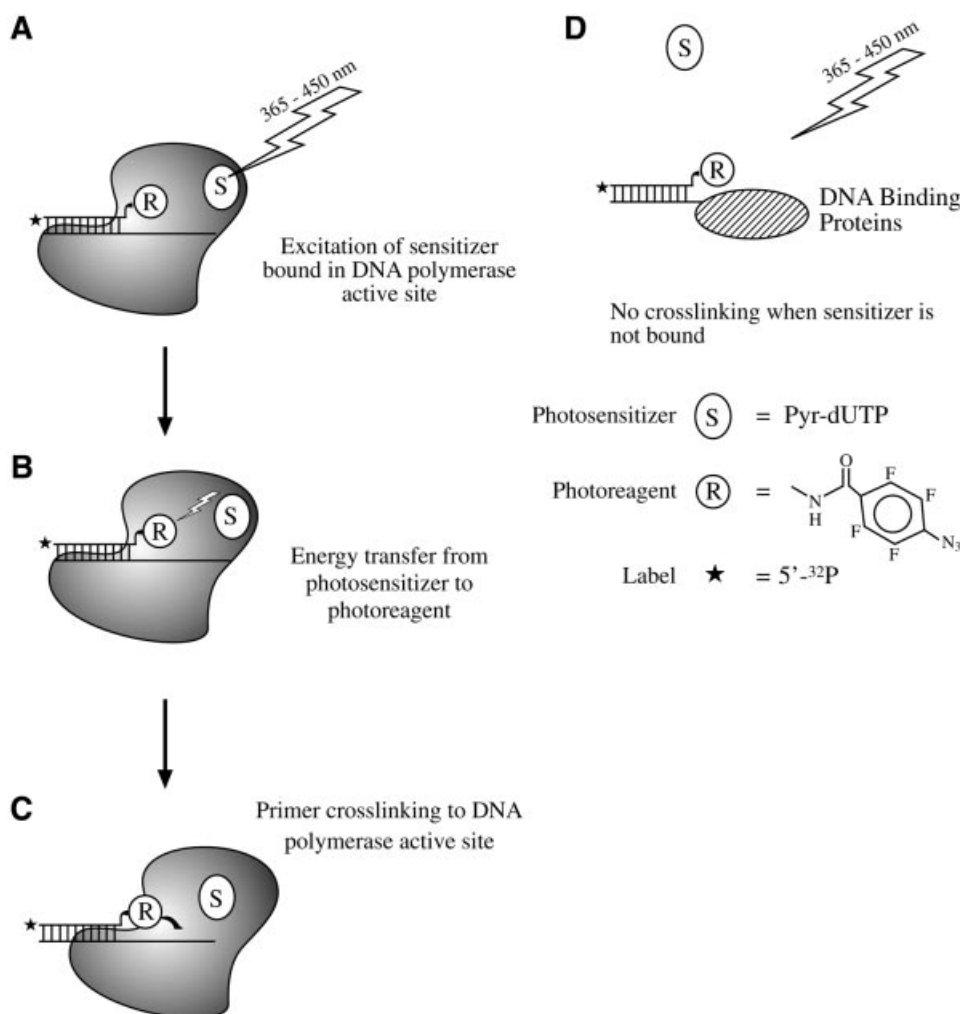 A
365 - 450 nm
S
R
★
Excitation of sensitizer
bound in DNA polymerase
active site
B
R
S
★
Energy transfer from
photosensitizer to
photoreagent
C
Primer crosslinking to DNA
polymerase active site
S
R
★
D
S
365 - 450 nm
R
★
DNA Binding
Proteins
No crosslinking when sensitizer is
not bound
Photosensitizer S = Pyr-dUTP
Photoreagent R =
O
N
H
F
F
F
F
N₃
Label ★ = 5’-³²P